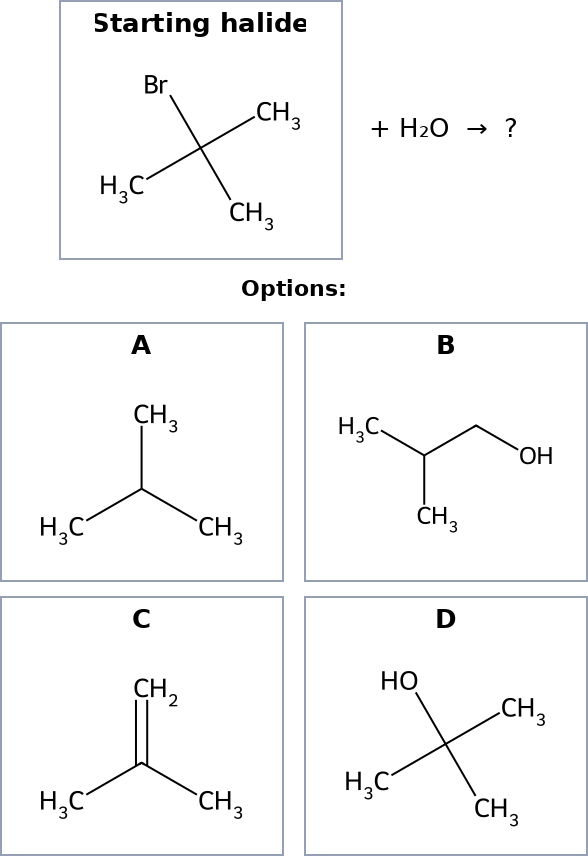 Starting halide
Br
CH3
H3C
CH3
+ H₂O → ?
Options:
A
CH3
H3C
CH3
B
H3C
OH
CH3
C
CH2
H3C
CH3
D
HO
CH3
H3C
CH3